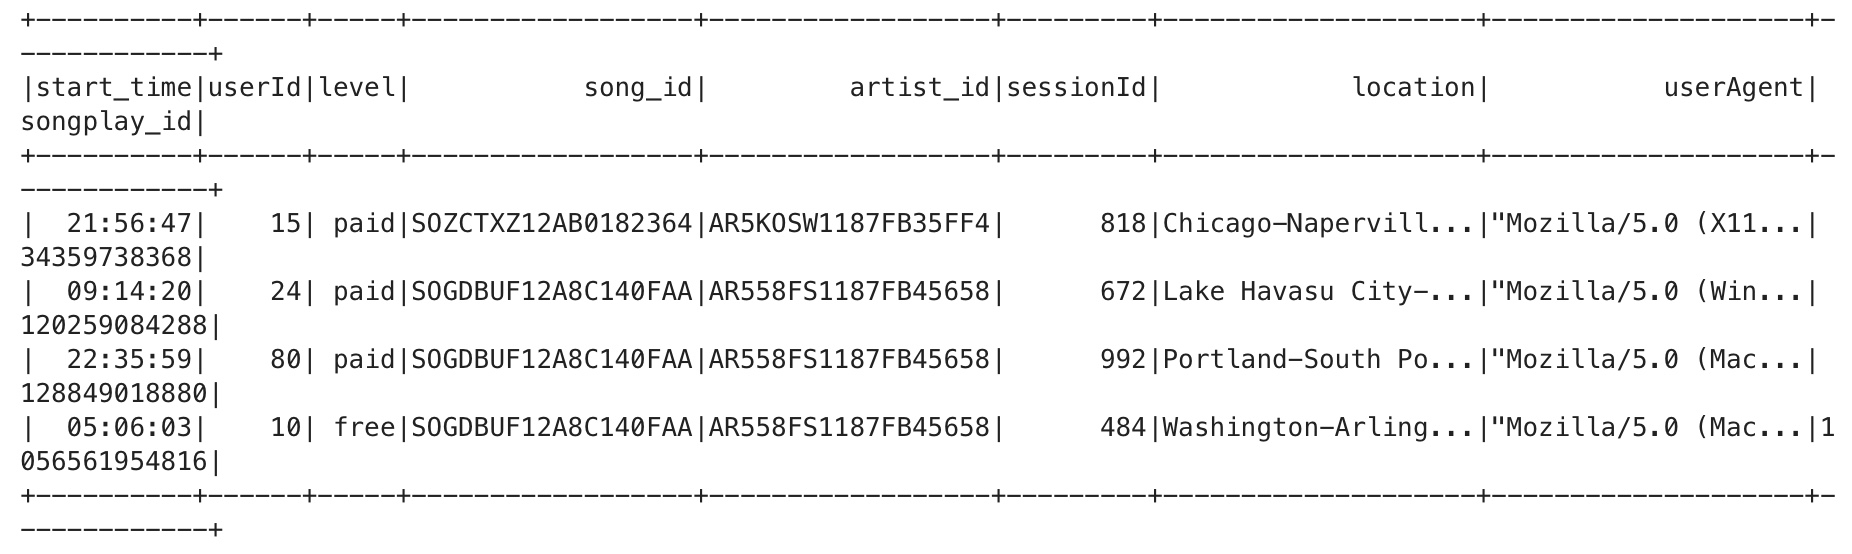 +-----------+------+-----+------------------+------------------+---------+--------------------+--------------------+-
------------+
|start_time|userId|level|           song_id|         artist_id|sessionId|            location|           userAgent|
songplay_id|
+-----------+------+-----+------------------+------------------+---------+--------------------+--------------------+-
------------+
|  21:56:47|    15| paid|SOZCTXZ12AB0182364|AR5KOSW1187FB35FF4|      818|Chicago-Napervill...|"Mozilla/5.0 (X11...|
34359738368|
|  09:14:20|    24| paid|SOGDBUF12A8C140FAA|AR558FS1187FB45658|      672|Lake Havasu City-...|"Mozilla/5.0 (Win...|
120259084288|
|  22:35:59|    80| paid|SOGDBUF12A8C140FAA|AR558FS1187FB45658|      992|Portland-South Po...|"Mozilla/5.0 (Mac...|
128849018880|
|  05:06:03|    10| free|SOGDBUF12A8C140FAA|AR558FS1187FB45658|      484|Washington-Arling...|"Mozilla/5.0 (Mac...|1
056561954816|
+-----------+------+-----+------------------+------------------+---------+--------------------+--------------------+-
------------+